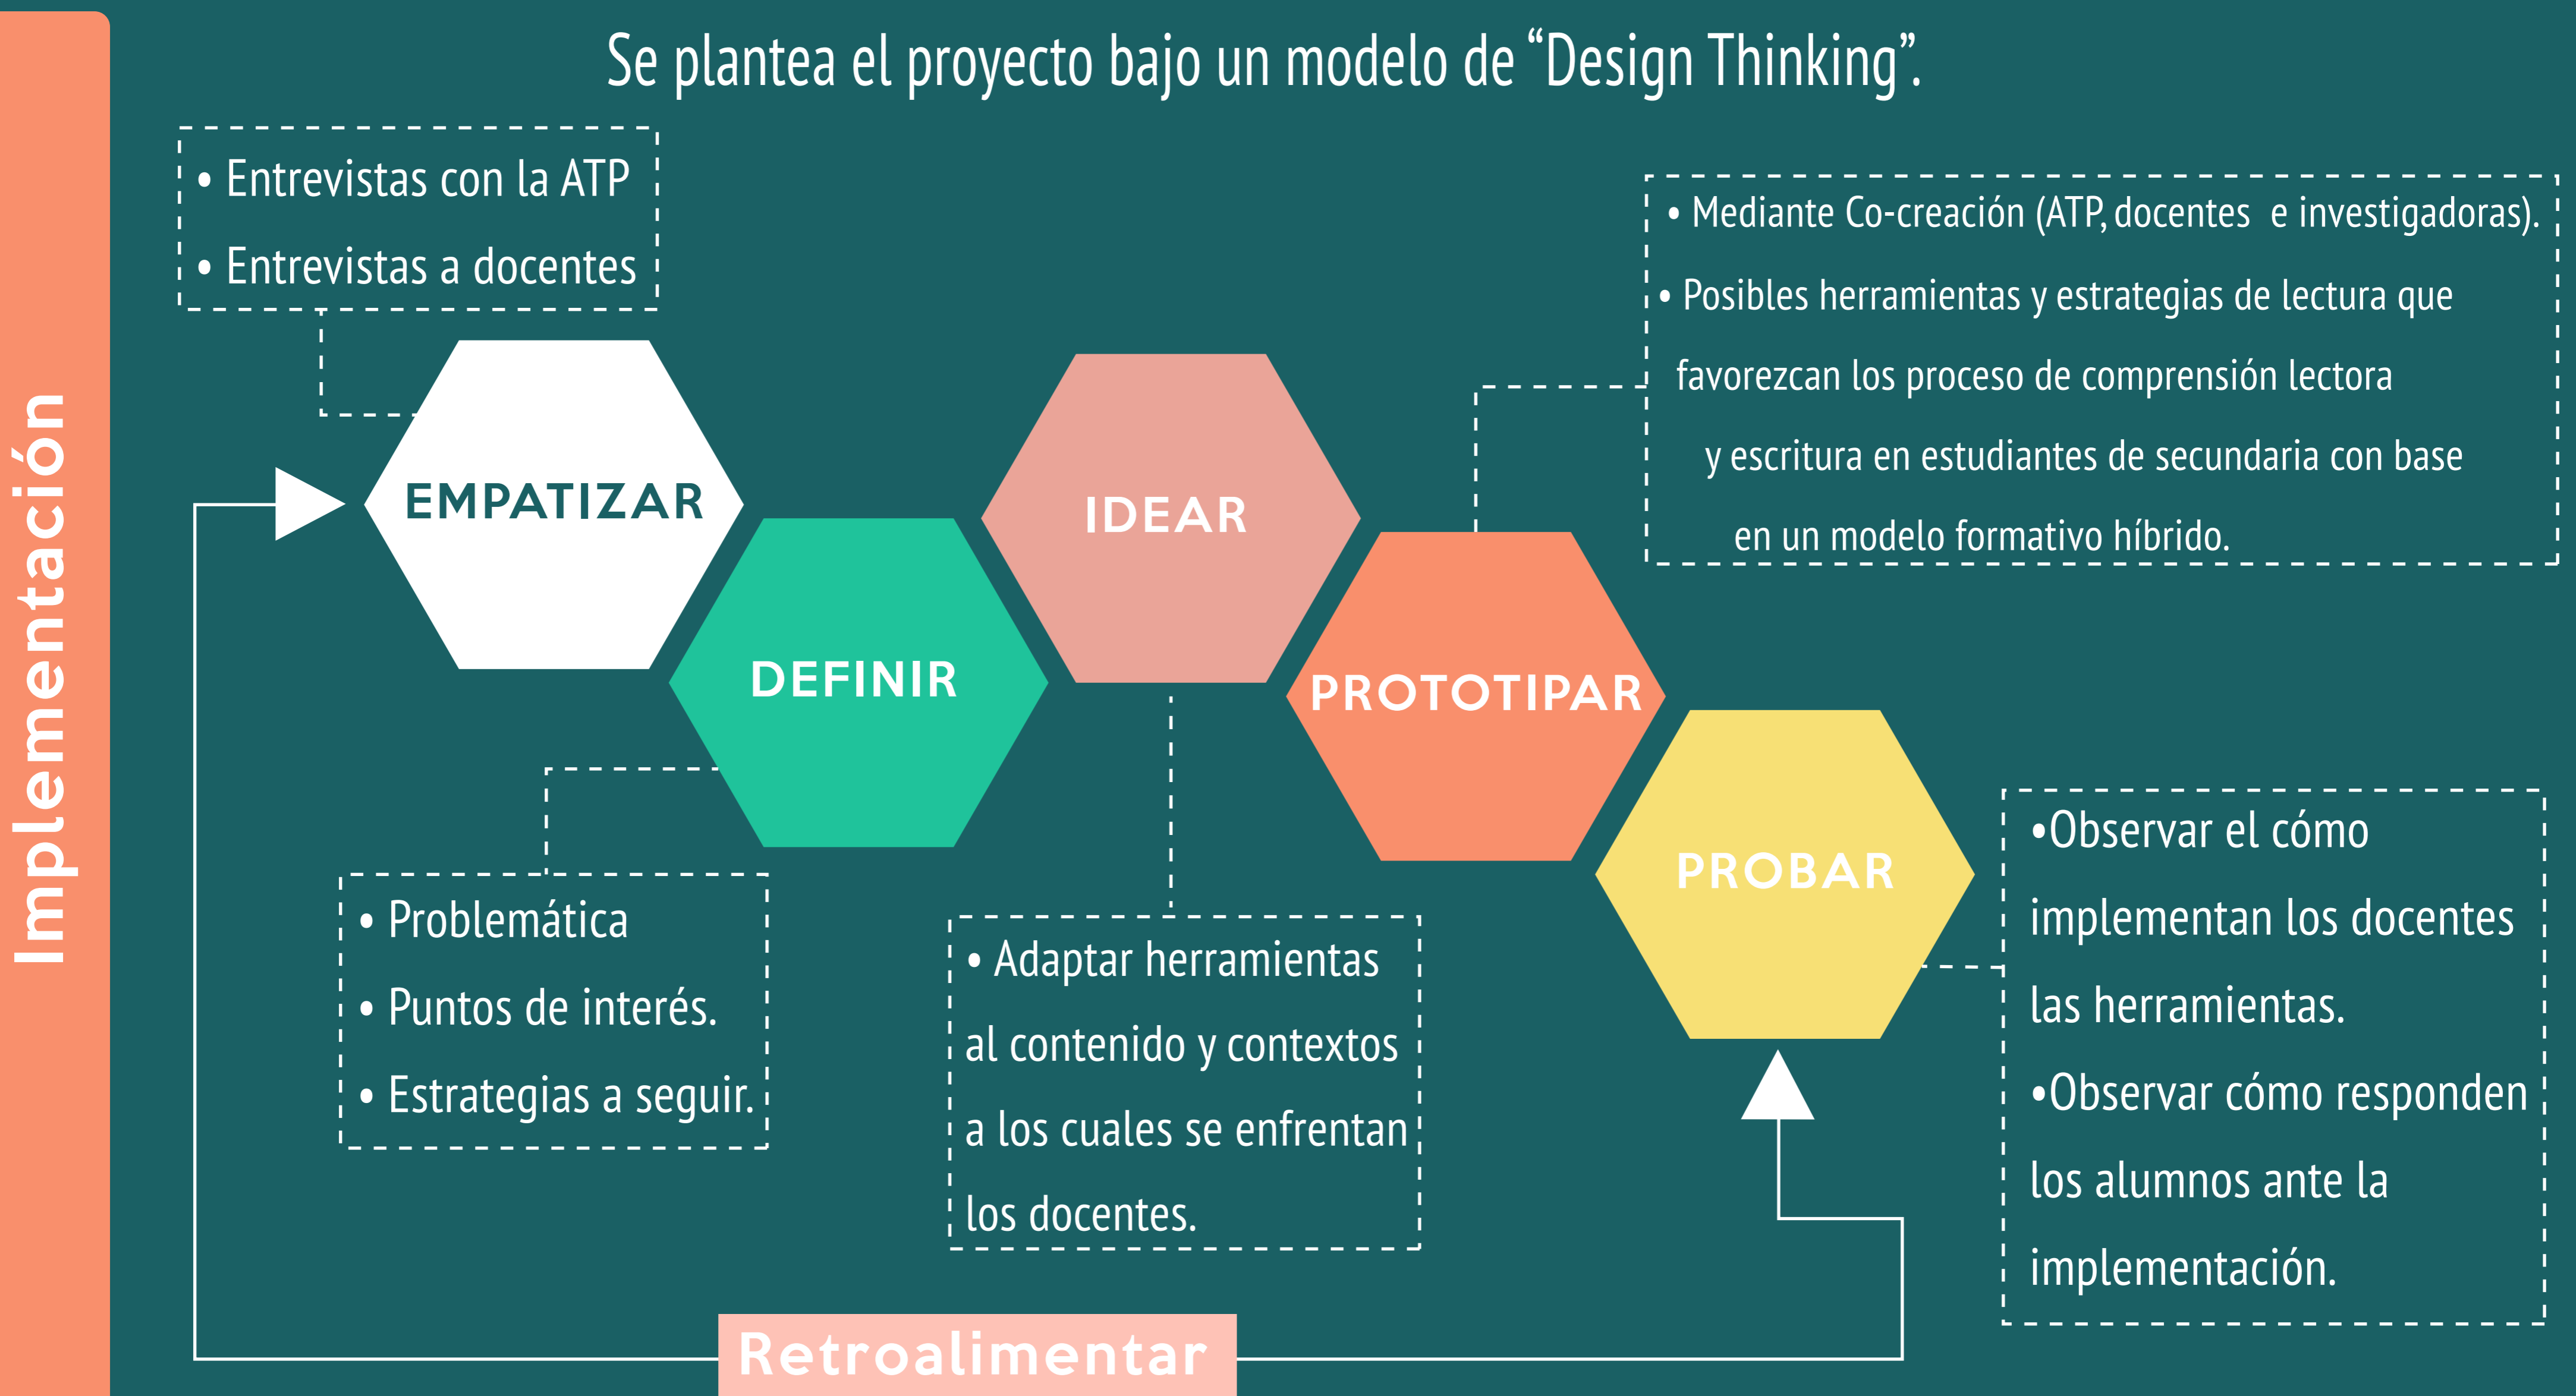 Implementación
Se plantea el proyecto bajo un modelo de “Design Thinking”.
• Entrevistas con la ATP
• Entrevistas a docentes
EMPATIZAR
DEFINIR
• Problemática
• Puntos de interés.
• Estrategias a seguir.
IDEAR
• Adaptar herramientas
al contenido y contextos
a los cuales se enfrentan
los docentes.
PROTOTIPAR
• Mediante Co-creación (ATP, docentes e investigadoras).
• Posibles herramientas y estrategias de lectura que
favorezcan los proceso de comprensión lectora
y escritura en estudiantes de secundaria con base
en un modelo formativo híbrido.
PROBAR
•Observar el cómo
implementan los docentes
las herramientas.
•Observar cómo responden
los alumnos ante la
implementación.
Retroalimentar